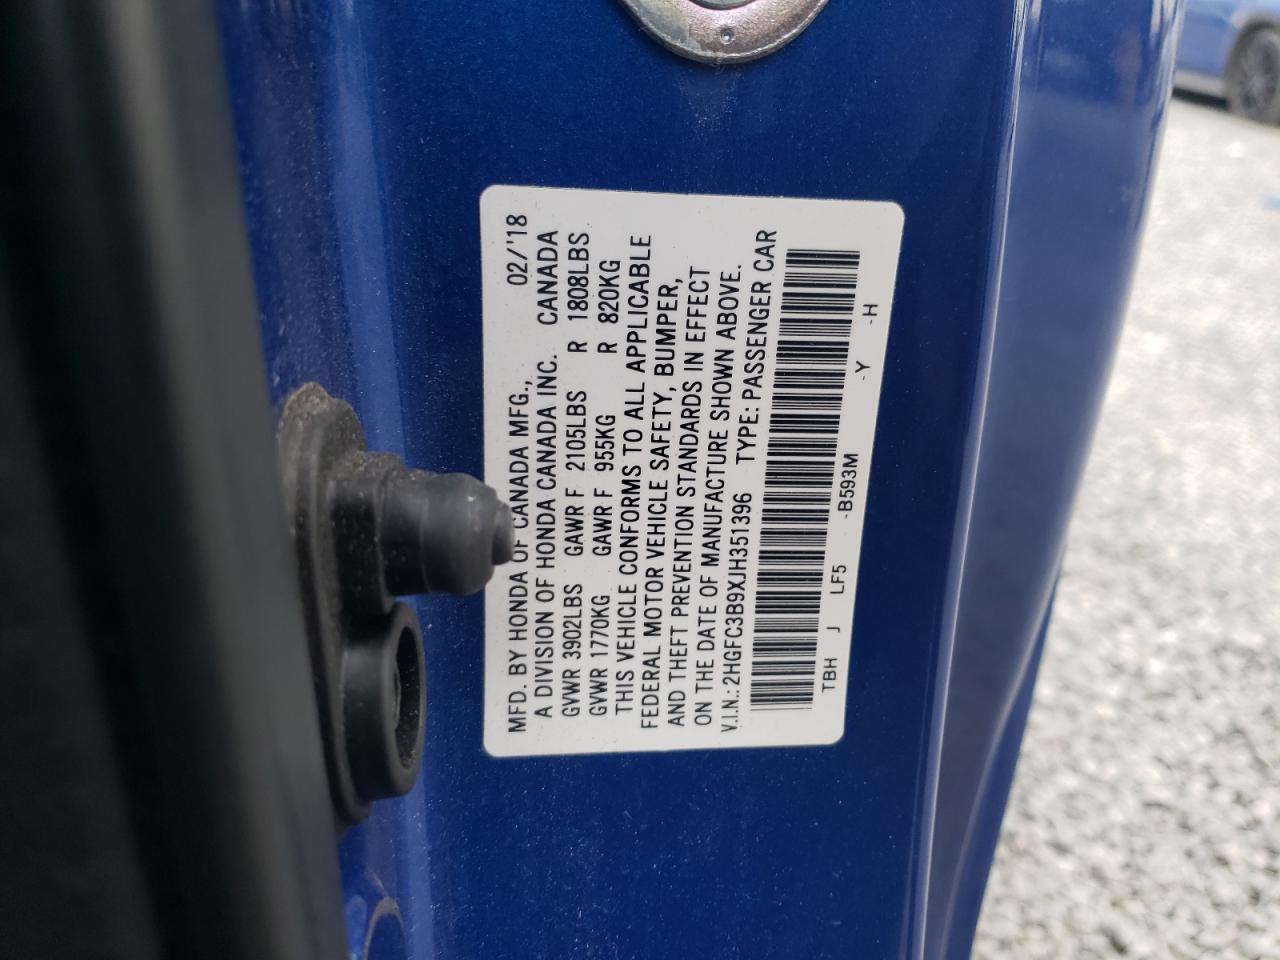 MFD. BY HONDA OF CANADA MFG., 02/'18
A DIVISION OF HONDA CANADA INC. CANADA
GVWR 3902LBS GAWR F 2105LBS R 1808LBS
GVWR 1770KG GAWR F 955KG R 820KG
THIS VEHICLE CONFORMS TO ALL APPLICABLE
FEDERAL MOTOR VEHICLE SAFETY, BUMPER,
AND THEFT PREVENTION STANDARDS IN EFFECT
ON THE DATE OF MANUFACTURE SHOWN ABOVE.
V.I.N.: 2HGFC3B9XJH351396 TYPE: PASSENGER CAR
TBH J LF5 -B593M -Y -H